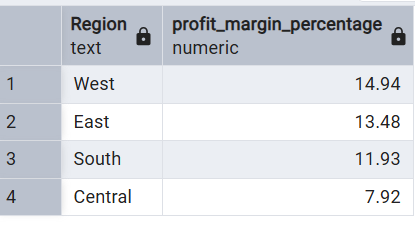 Region profit_margin_percentage
text numeric
1 West 14.94
2 East 13.48
3 South 11.93
4 Central 7.92